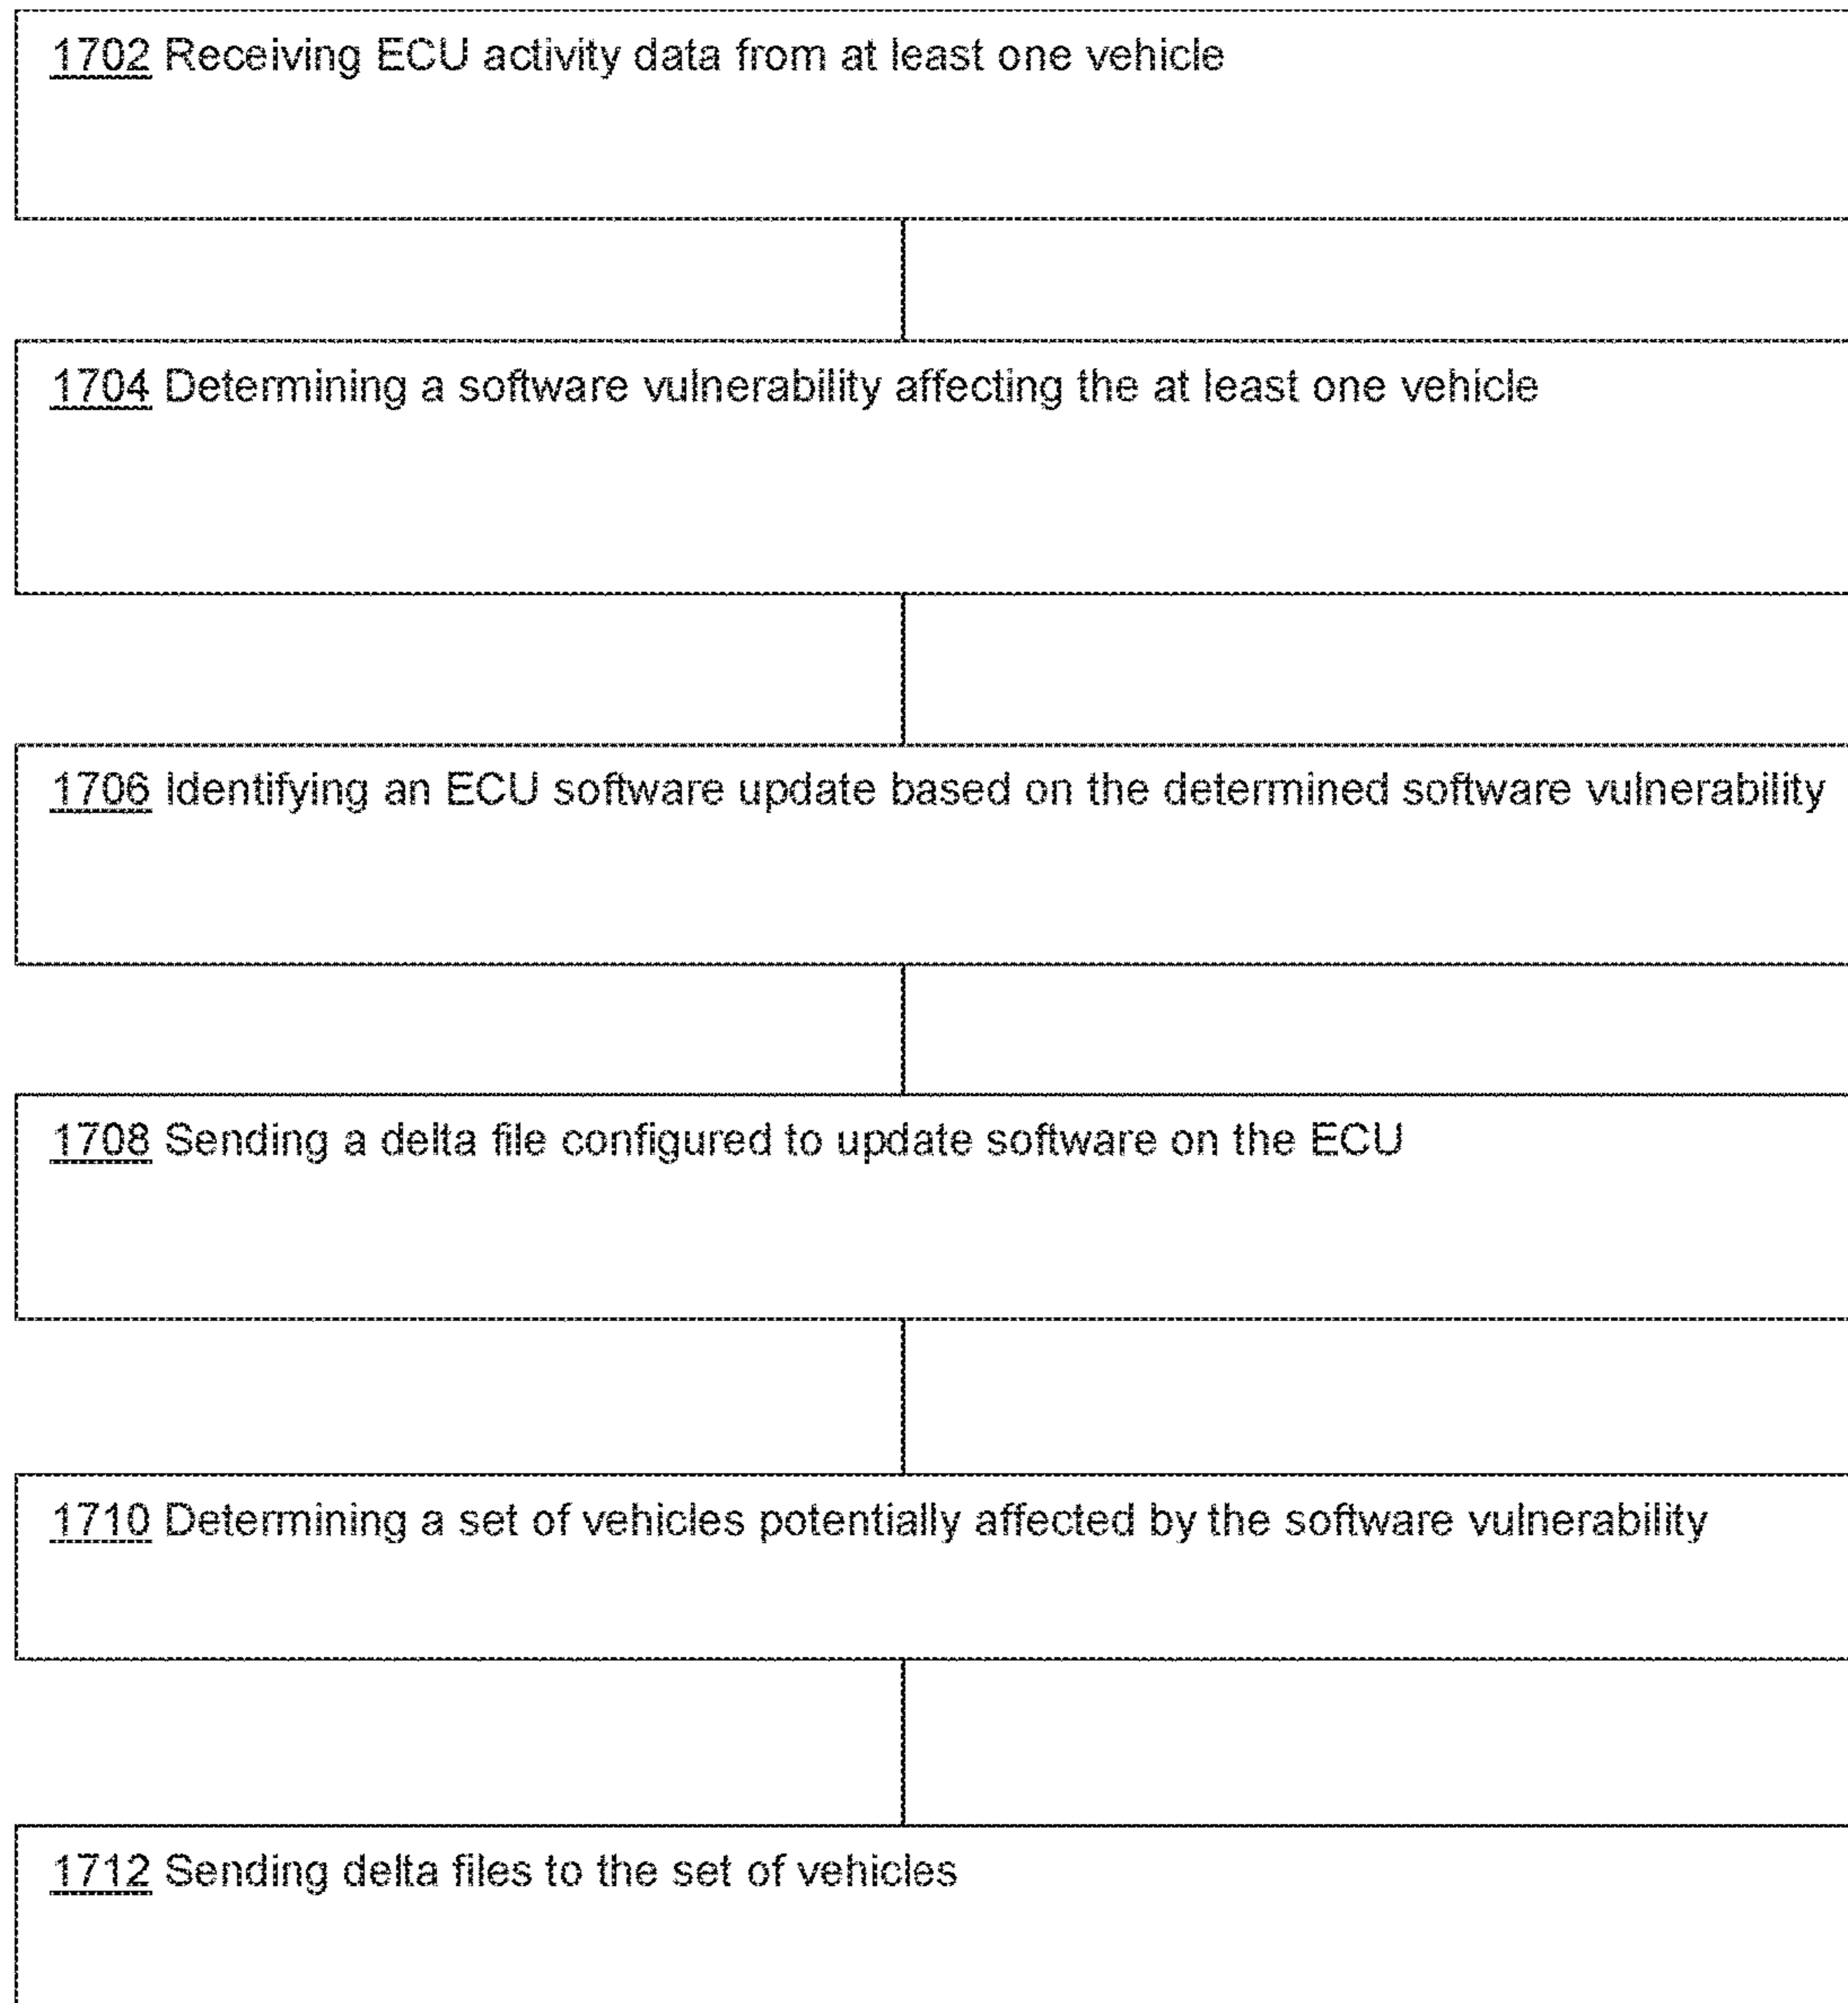 1702 Receiving ECU activity data from at least one vehicle
1704 Determining a software vulnerability affecting the at least one vehicle
1706 Identifying an ECU software update based on the determined software vulnerability
1708 Sending a delta file configured to update software on the ECU
1710 Determining a set of vehicles potentially affected by the software vulnerability
1712 Sending delta files to the set of vehicles